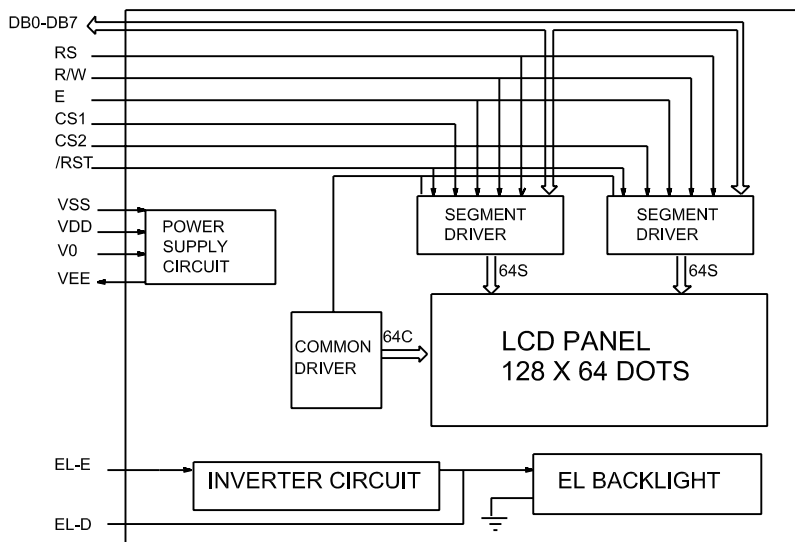 DB0-DB7
RS
R/W
E
CS1
CS2
/RST
VSS
VDD
V0
VEE
POWER
SUPPLY
CIRCUIT
SEGMENT
DRIVER
SEGMENT
DRIVER
64S
64S
COMMON
DRIVER
64C
LCD PANEL
128 X 64 DOTS
EL-E
INVERTER CIRCUIT
EL BACKLIGHT
EL-D